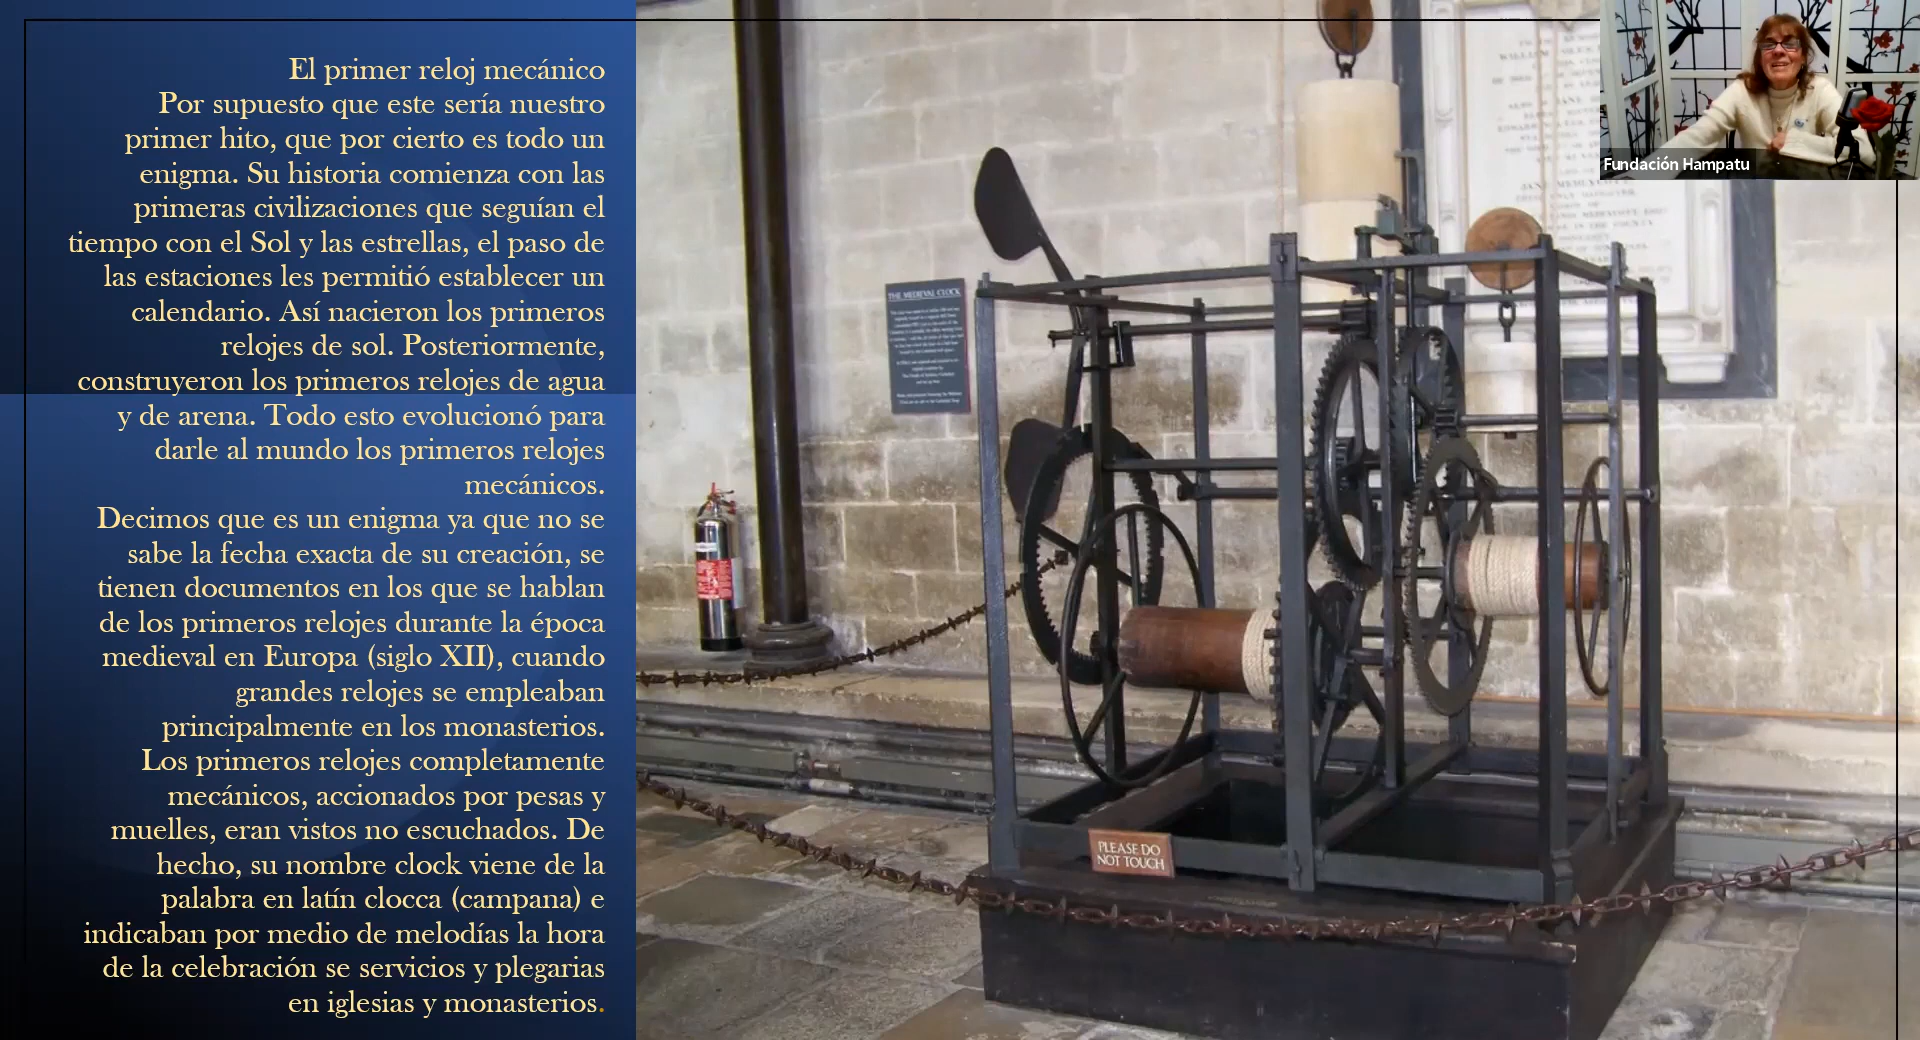 El primer reloj mecánico
Por supuesto que este sería nuestro
primer hito, que por cierto es todo un
enigma. Su historia comienza con las
primeras civilizaciones que seguían el
tiempo con el Sol y las estrellas, el paso de
las estaciones les permitió establecer un
calendario. Así nacieron los primeros
relojes de sol. Posteriormente,
construyeron los primeros relojes de agua
y de arena. Todo esto evolucionó para
darle al mundo los primeros relojes
mecánicos.
Decimos que es un enigma ya que no se
sabe la fecha exacta de su creación, se
tienen documentos en los que se hablan
de los primeros relojes durante la época
medieval en Europa (siglo XII), cuando
grandes relojes se empleaban
principalmente en los monasterios.
Los primeros relojes completamente
mecánicos, accionados por pesas y
muelles, eran vistos no escuchados. De
hecho, su nombre clock viene de la
palabra en latín clocca (campana) e
indicaban por medio de melodías la hora
de la celebración se servicios y plegarias
en iglesias y monasterios.
THE MEDIEVAL CLOCK
PLEASE DO
NOT TOUCH
Fundación Hampatu